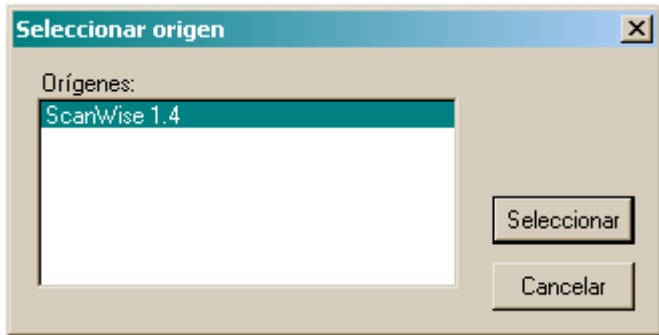 Seleccionar origen
Orígenes:
ScanWise 1.4
Seleccionar
Cancelar